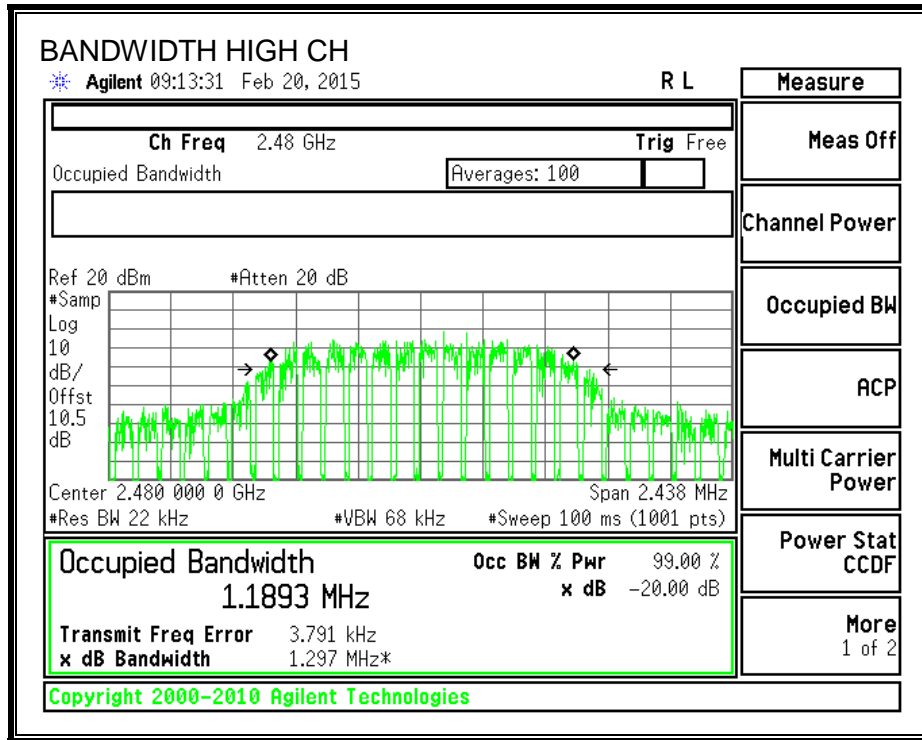 BANDWIDTH HIGH CH
Agilent 09:13:31 Feb 20, 2015 R L
Measure
Ch Freq 2.48 GHz Trig Free
Meas Off
Occupied Bandwidth Averages: 100
Channel Power
Ref 20 dBm #Atten 20 dB
#Samp
Log
10
dB/
Offst
10.5
dB
Occupied BW
ACP
Multi Carrier
Power
Center 2.480 000 0 GHz Span 2.438 MHz
#Res BW 22 kHz #VBW 68 kHz #Sweep 100 ms (1001 pts)
Power Stat
CCDF
Occupied Bandwidth Occ BW % Pwr 99.00 %
1.1893 MHz x dB -20.00 dB
Transmit Freq Error 3.791 kHz
x dB Bandwidth 1.297 MHz*
More
1 of 2
Copyright 2000-2010 Agilent Technologies